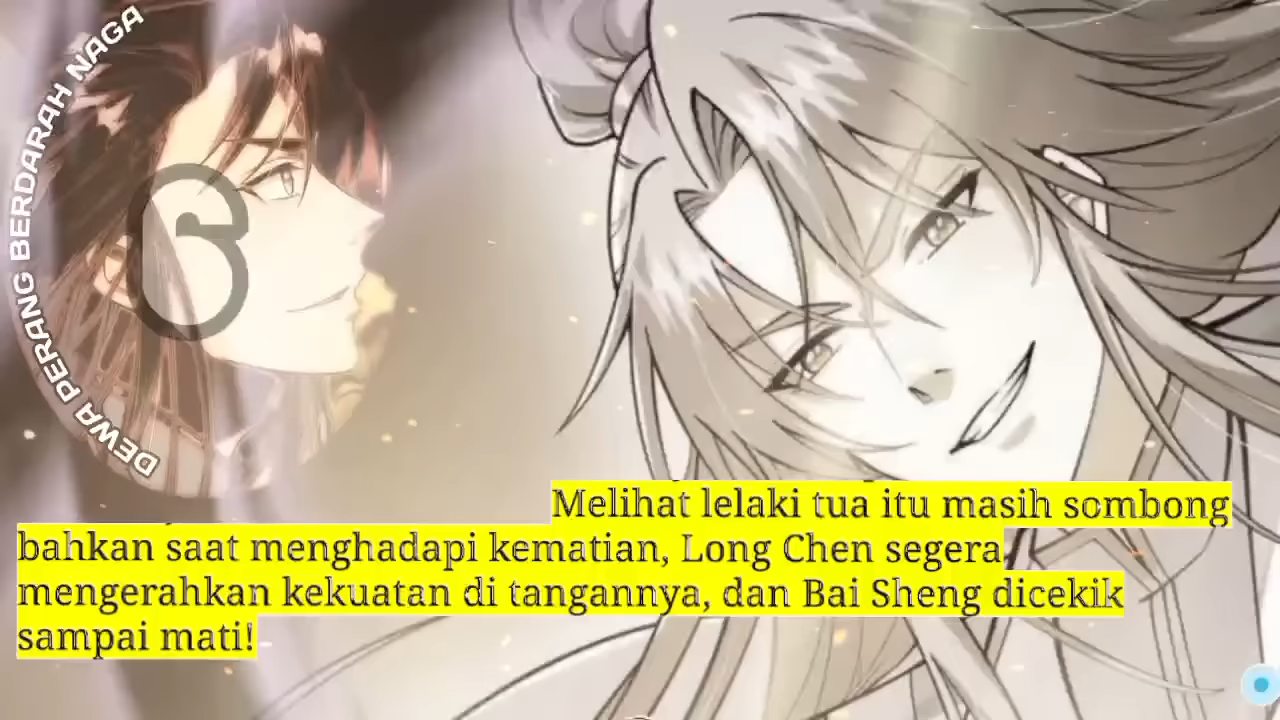 DEWA PERANG BERDARAH NAGA
Melihat lelaki tua itu masih sombong
bahkan saat menghadapi kematian, Long Chen segera
mengerahkan kekuatan di tangannya, dan Bai Sheng dicekik
sampai mati!